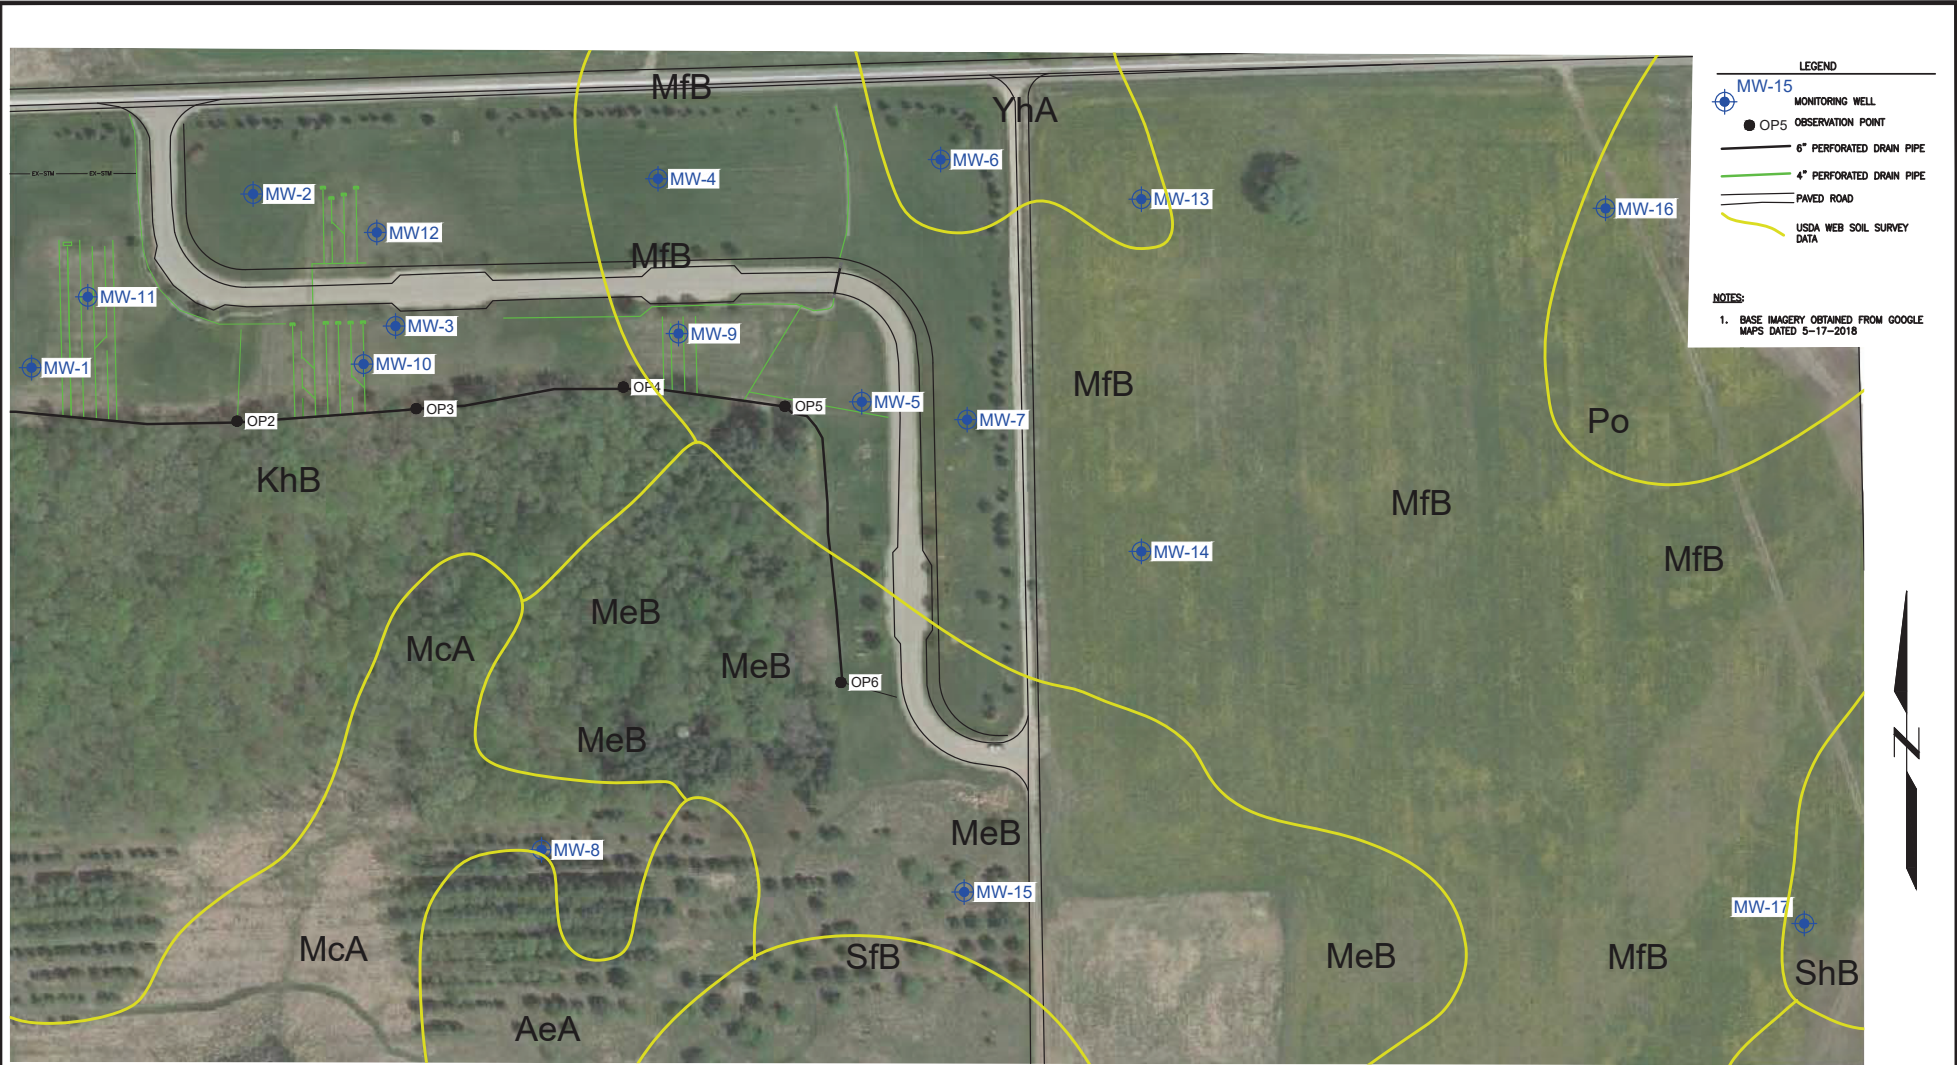 LEGEND
MW-15
MONITORING WELL
OP5 OBSERVATION POINT
6" PERFORATED DRAIN PIPE
4" PERFORATED DRAIN PIPE
PAVED ROAD
USDA WEB SOIL SURVEY
DATA
NOTES:
1. BASE IMAGERY OBTAINED FROM GOOGLE
MAPS DATED 5-17-2018
MfB
YhA
MW-6
EX-STM EX-STM
MW-2
MW-4
MW-13
MW-16
MW12
MfB
MW-11
MW-3
MW-9
MW-1
MW-10
OP4
MfB
OP2
OP3
OP5
MW-5
MW-7
Po
KhB
MfB
MW-14
MfB
MeB
McA
MeB
OP6
MeB
MeB
MW-8
MW-15
MW-17
McA
SfB
MeB
MfB
ShB
AeA
Z